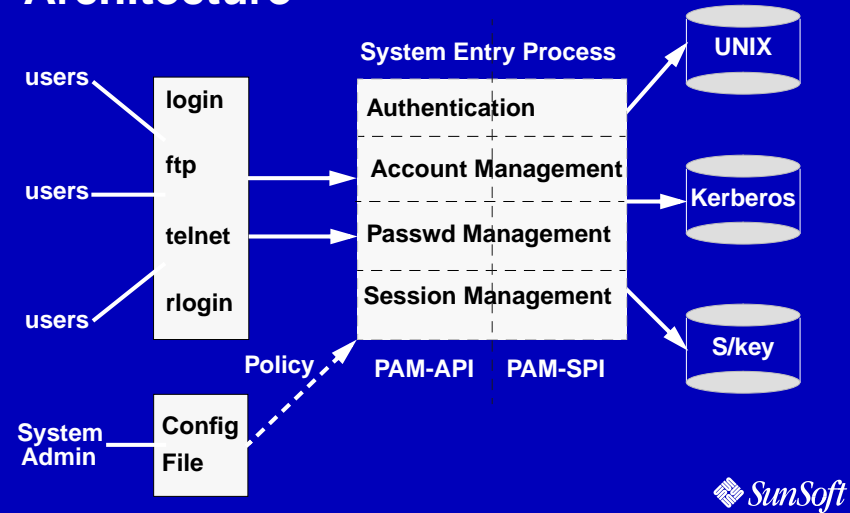 Architecture
System Entry Process
users
users
users
login
ftp
telnet
rlogin
Authentication
Account Management
Passwd Management
Session Management
PAM-API
PAM-SPI
UNIX
Kerberos
S/key
Policy
System
Admin
Config
File
SunSoft